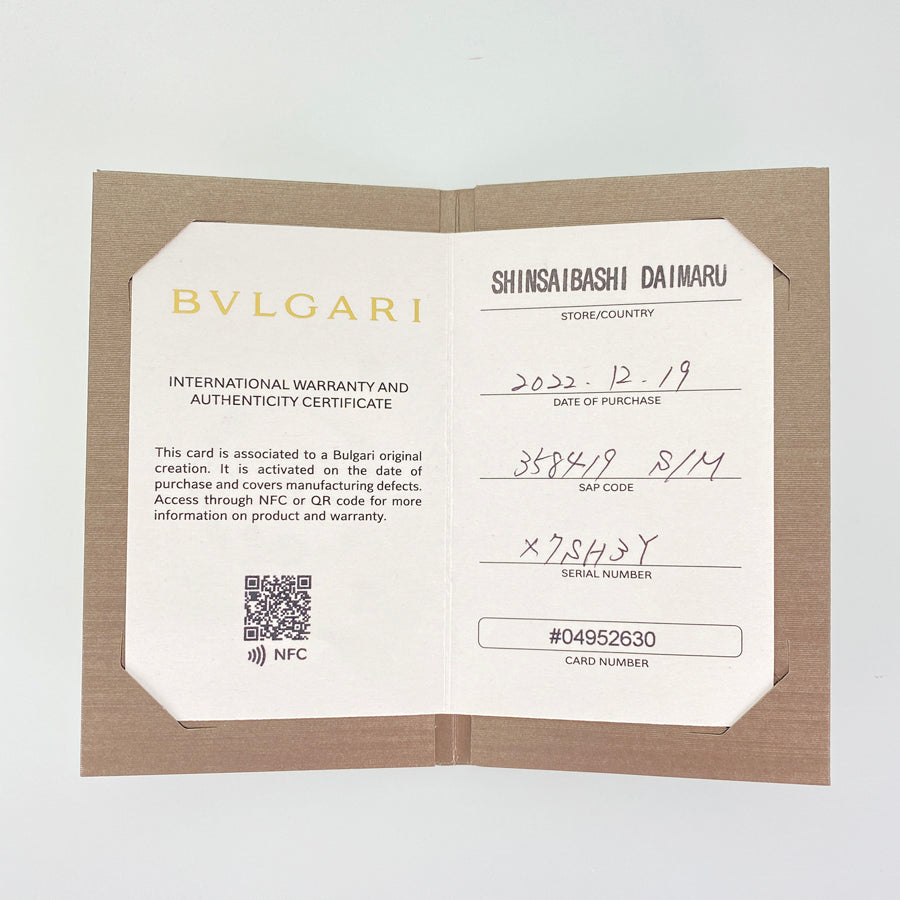 BVLGARI
INTERNATIONAL WARRANTY AND
AUTHENTICITY CERTIFICATE
This card is associated to a Bulgari original
creation. It is activated on the date of
purchase and covers manufacturing defects.
Access through NFC or QR code for more
information on product and warranty.
NFC
SHINSAIBASHI DAIMARU
STORE/COUNTRY
2022. 12. 19
DATE OF PURCHASE
358419 S/M
SAP CODE
X7SH3Y
SERIAL NUMBER
#04952630
CARD NUMBER